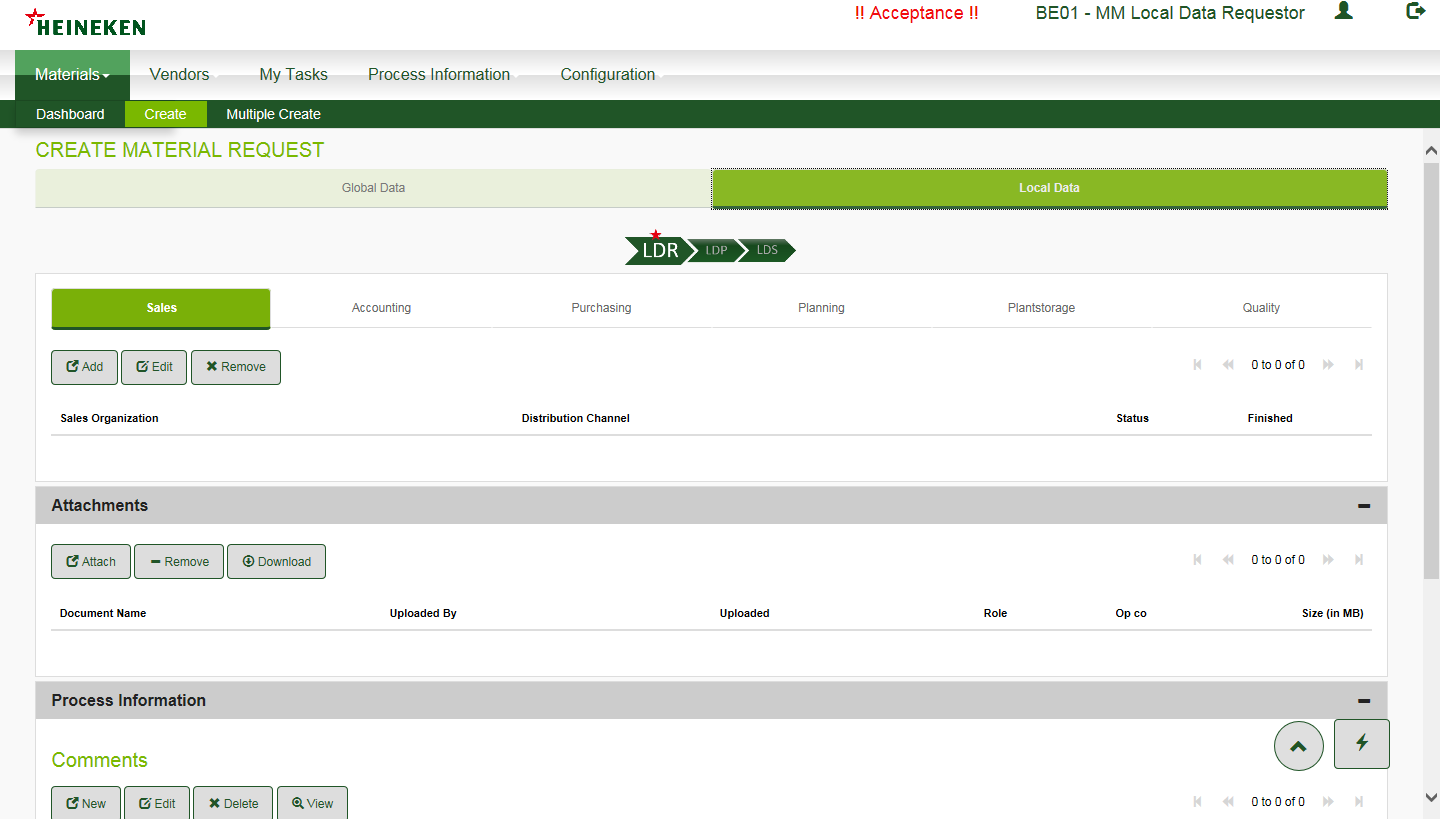 HEINEKEN
!! Acceptance !!
BE01 - MM Local Data Requestor
Materials
Vendors
My Tasks
Process Information
Configuration
Dashboard
Create
Multiple Create
CREATE MATERIAL REQUEST
Global Data
Local Data
LDR
LDP
LDS
Sales
Accounting
Purchasing
Planning
Plantstorage
Quality
Add
Edit
Remove
0 to 0 of 0
Sales Organization
Distribution Channel
Status
Finished
Attachments
Attach
Remove
Download
0 to 0 of 0
Document Name
Uploaded By
Uploaded
Role
Op co
Size (in MB)
Process Information
Comments
New
Edit
Delete
View
0 to 0 of 0